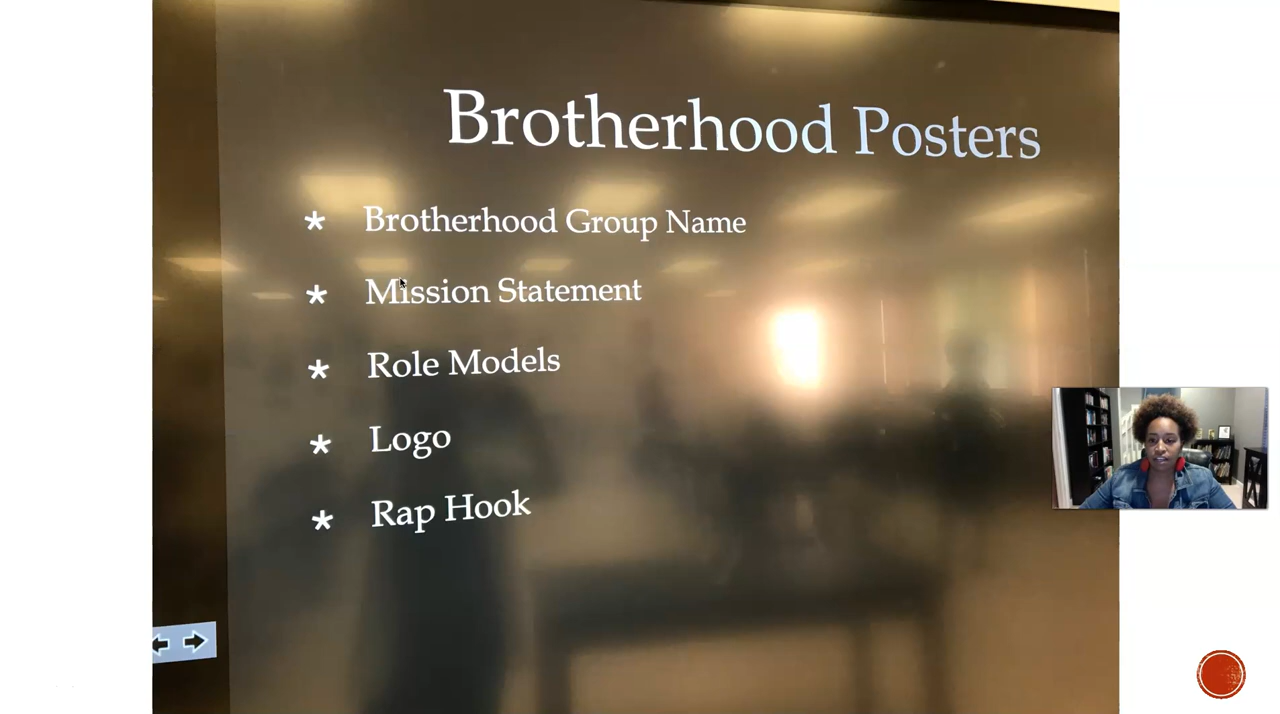 Brotherhood Posters
* Brotherhood Group Name
* Mission Statement
* Role Models
* Logo
* Rap Hook